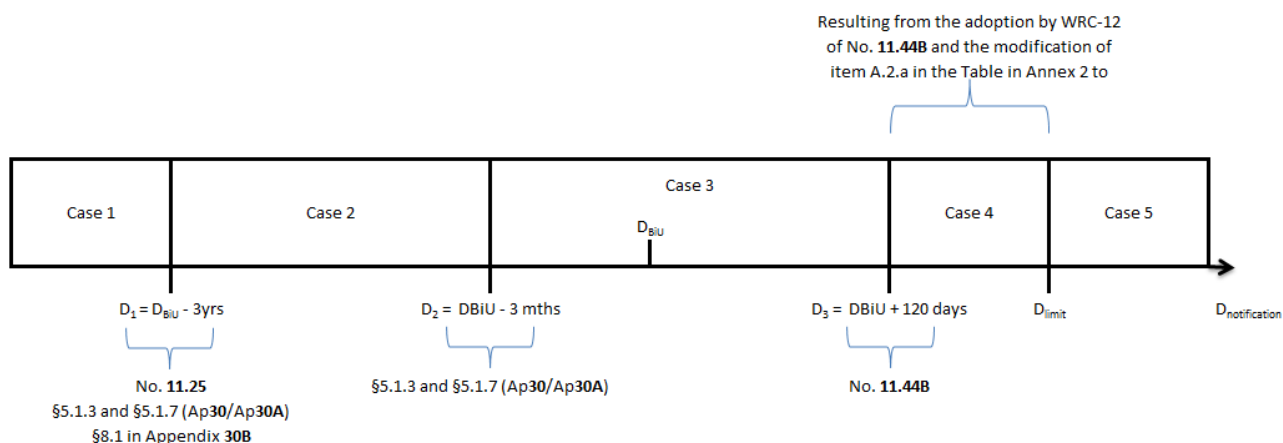 Resulting from the adoption by WRC-12
of No. 11.44B and the modification of
item A.2.a in the Table in Annex 2 to
Case 1
Case 2
Case 3
Case 4
Case 5
DBiU
D1 = DBiU - 3yrs
D2 = DBiU - 3 mths
D3 = DBiU + 120 days
Dlimit
Dnotification
No. 11.25
§5.1.3 and §5.1.7 (Ap30/Ap30A)
§8.1 in Appendix 30B
§5.1.3 and §5.1.7 (Ap30/Ap30A)
No. 11.44B